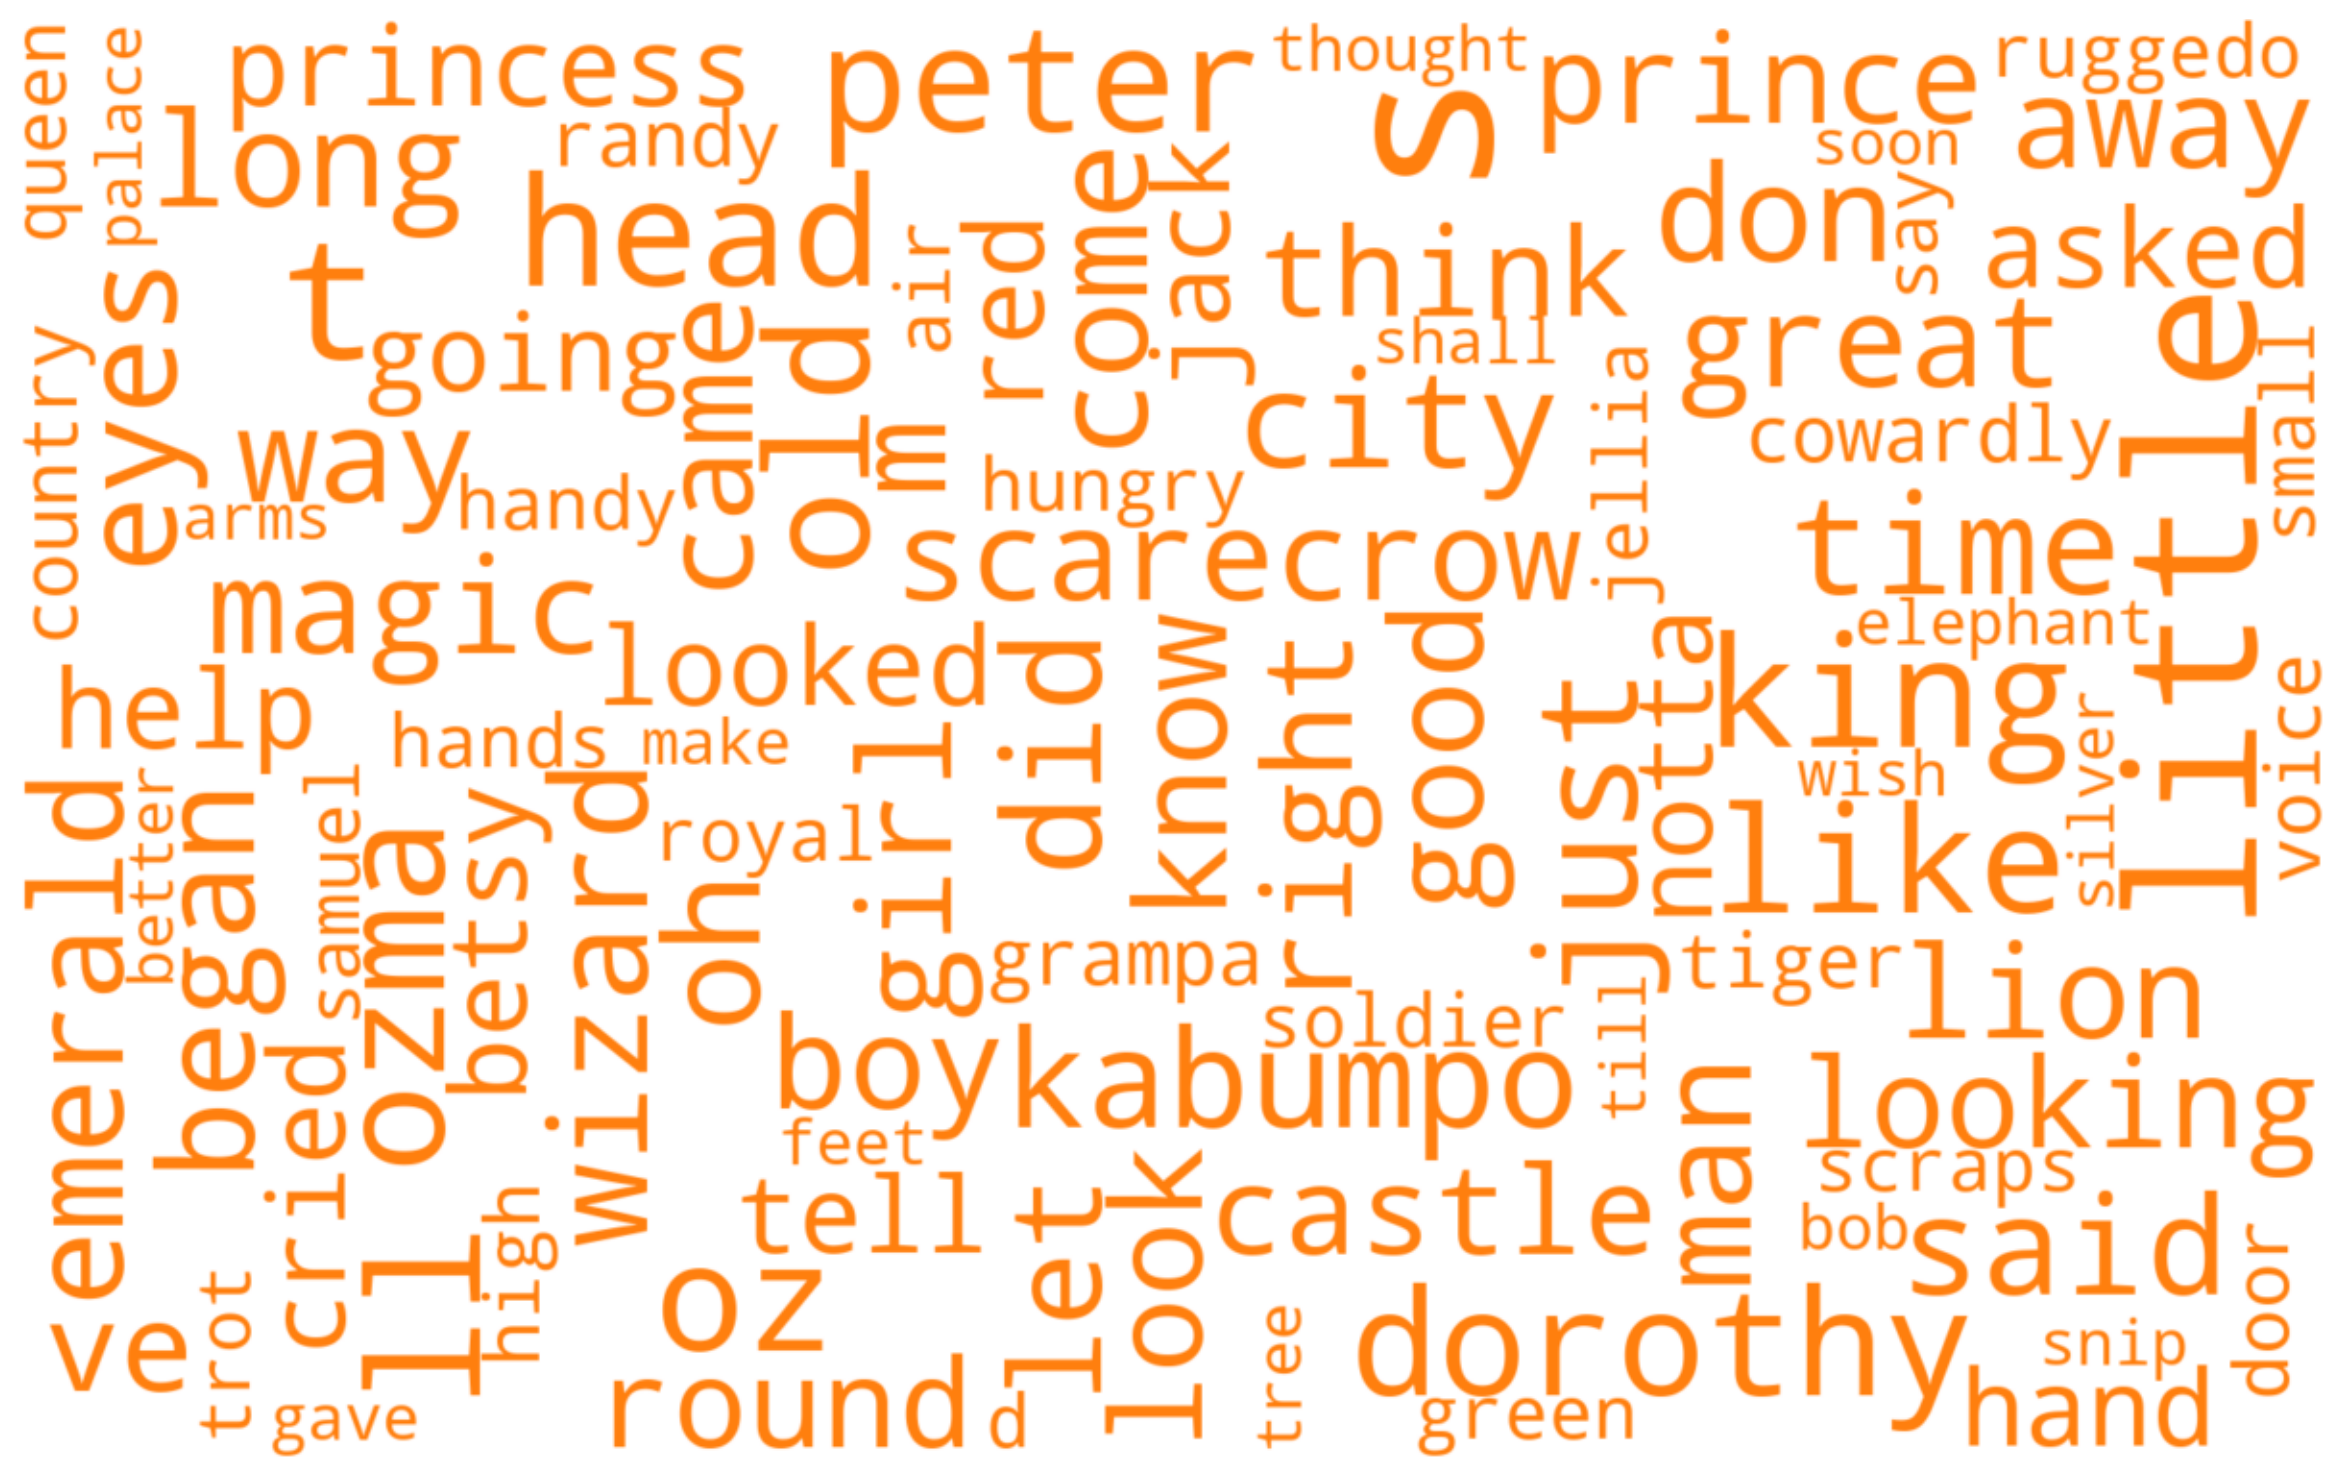 queen
palace
princess
peter
thought
s
prince
ruggedo
long
randy
soon
away
head
come
jack
don
say
asked
eyes
t
air
red
think
little
going
came
old
shall
great
small
country
way
m
city
jellia
cowardly
arms
handy
hungry
scarecrow
time
magic
looked
did
know
right
good
notta
elephant
king
help
hands
make
girl
just
wish
silver
voice
emerald
better
began
samuel
ozma
betsy
wizard
royal
oh
like
grampa
tiger
lion
soldier
till
cried
boy
kabumpo
man
looking
feet
scraps
high
ll
tell
let
look
castle
bob
said
door
ve
trot
oz
tree
dorothy
snip
gave
round
d
green
hand